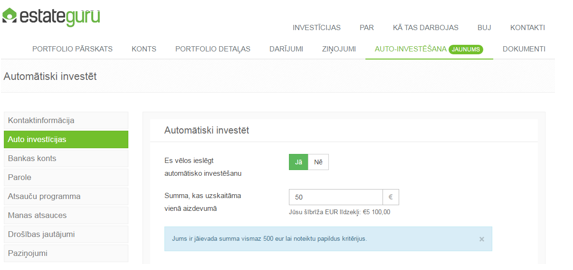 estateguru
INVESTĪCIJAS PAR KĀ TAS DARBOJAS BUJ KONTAKTI
PORTFOLIO PĀRSKATS KONTS PORTFOLIO DETAĻAS DARĪJUMI ZIŅOJUMI AUTO-INVESTĒŠANA JAUNUMS DOKUMENTI
Automātiski investēt
Kontaktinformācija
Auto investīcijas
Bankas konts
Parole
Atsauču programma
Manas atsauces
Drošības jautājumi
Paziņojumi
Automātiski investēt
Es vēlos ieslēgt
automātisko investēšanu
Jā Nē
Summa, kas uzskaitāma
vienā aizdevumā
50 €
Jūsu šībrīža EUR līdzekļi: €5 100,00
Jums ir jāievada summa vismaz 500 eur lai noteiktu papildus kritērijus. ×